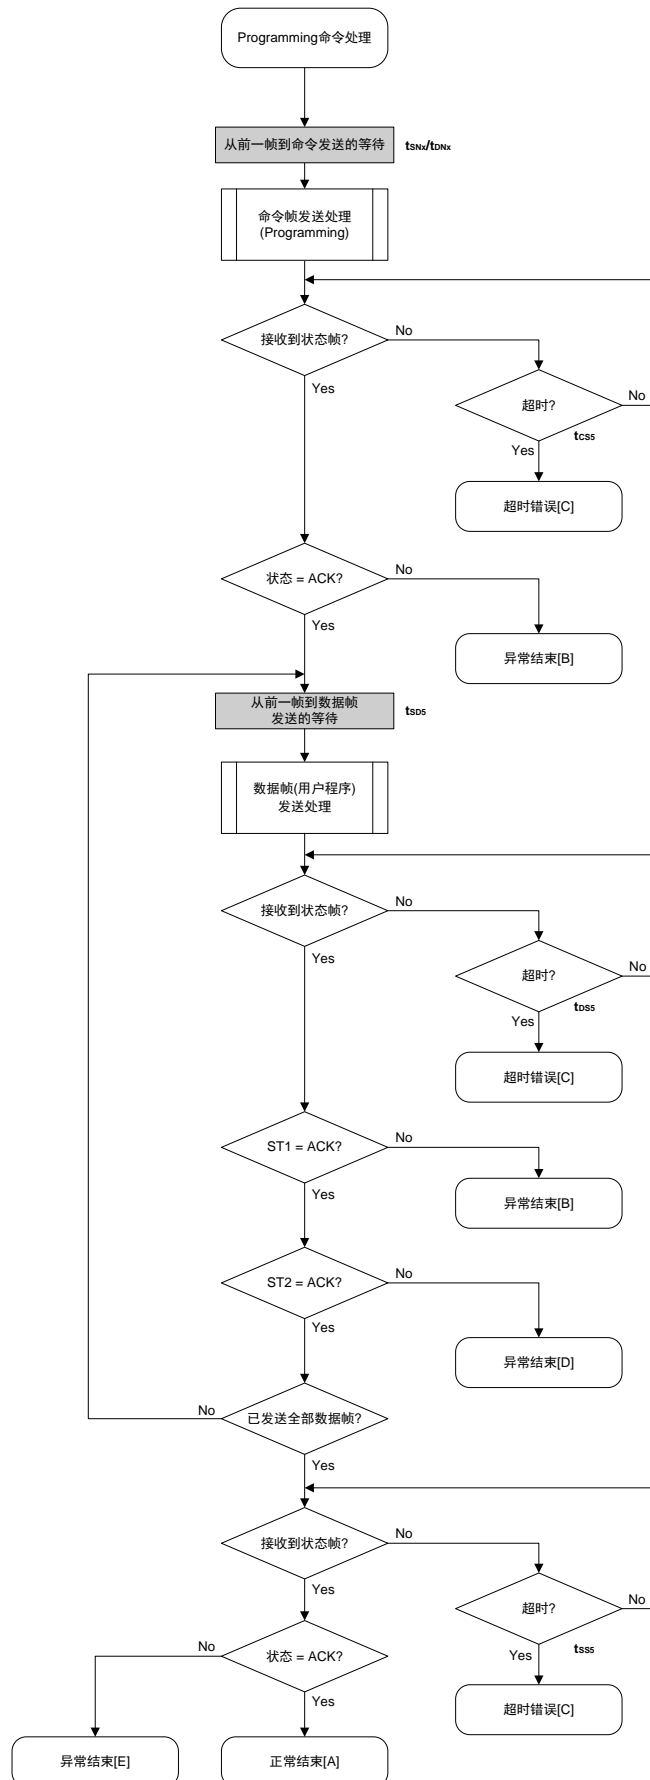 Programming命令处理
从前一帧到命令发送的等待
tSNx/tDNx
命令帧发送处理
(Programming)
接收到状态帧?
No
Yes
超时?
No
tCS5
Yes
超时错误[C]
状态 = ACK?
No
Yes
异常结束[B]
从前一帧到数据帧
发送的等待
tSD5
数据帧(用户程序)
发送处理
接收到状态帧?
No
Yes
超时?
No
tDS5
Yes
超时错误[C]
ST1 = ACK?
No
Yes
异常结束[B]
ST2 = ACK?
No
Yes
异常结束[D]
已发送全部数据帧?
No
Yes
接收到状态帧?
No
Yes
超时?
No
tSS5
Yes
超时错误[C]
状态 = ACK?
No
Yes
异常结束[E]
正常结束[A]